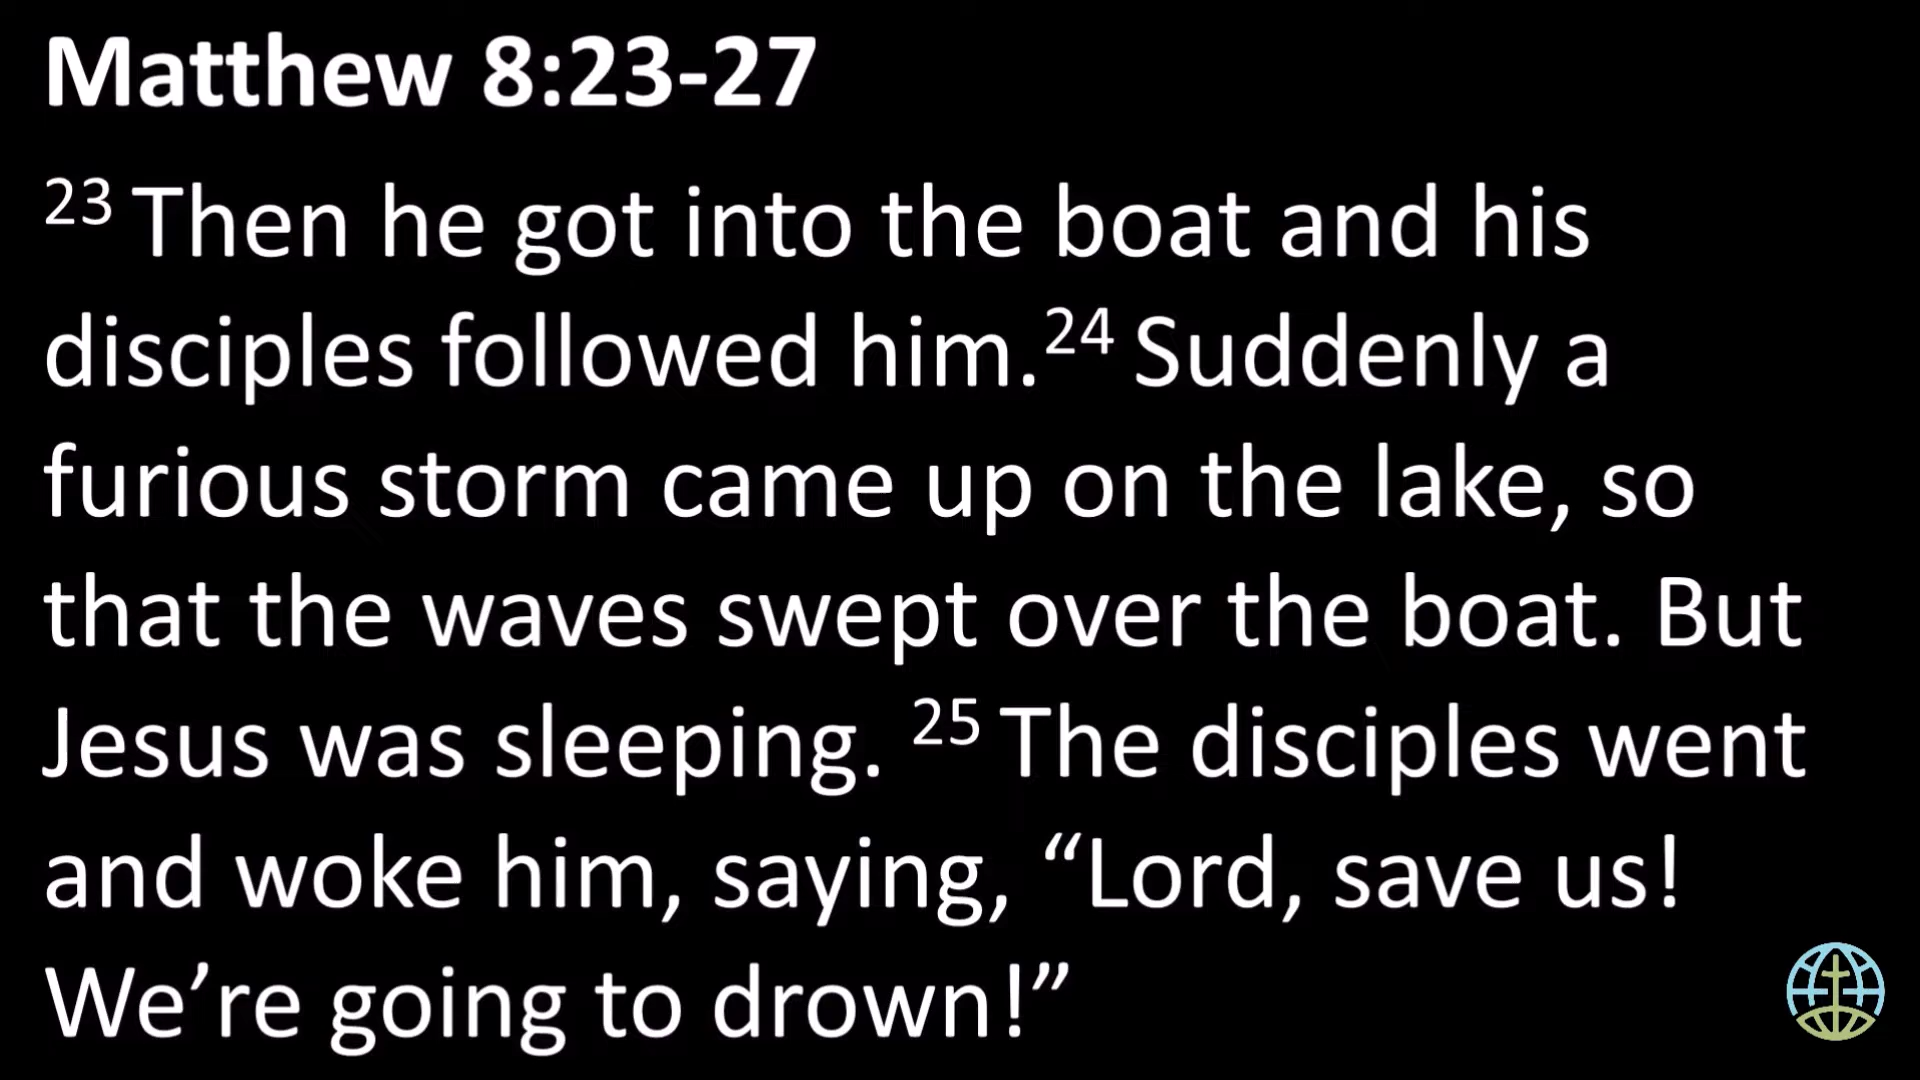 Matthew 8:23-27
23 Then he got into the boat and his
disciples followed him.24 Suddenly a
furious storm came up on the lake, so
that the waves swept over the boat. But
Jesus was sleeping. 25 The disciples went
and woke him, saying, “Lord, save us!
We’re going to drown!”